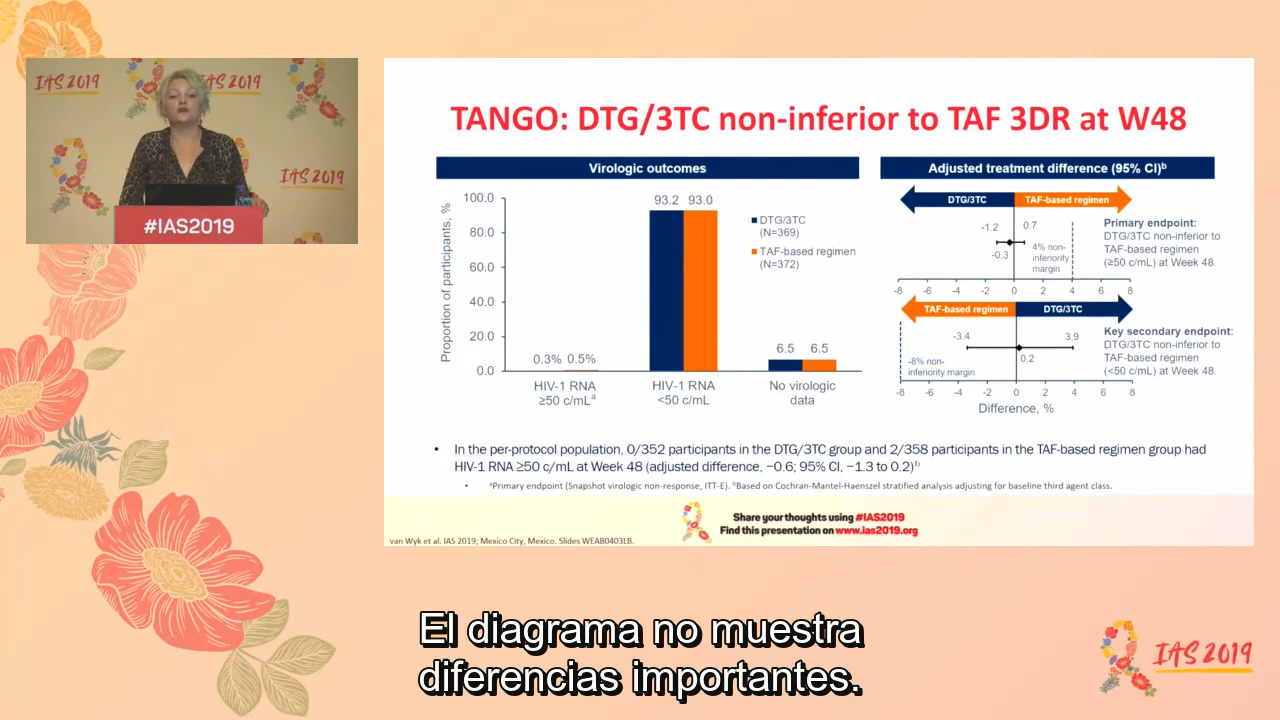 IAS 2019
IAS 2019
IAS 2019
#IAS2019
TANGO: DTG/3TC non-inferior to TAF 3DR at W48
Virologic outcomes
Proportion of participants, %
100.0
80.0
60.0
40.0
20.0
0.0
0.3% 0.5%
93.2 93.0
6.5 6.5
HIV-1 RNA
≥50 c/mLa
HIV-1 RNA
<50 c/mL
No virologic
data
DTG/3TC
(N=369)
TAF-based regimen
(N=372)
Adjusted treatment difference (95% CI)b
DTG/3TC TAF-based regimen
-1.2 0.7
-0.3
4% non-
inferiority
margin
-8 -6 -4 -2 0 2 4 6 8
Primary endpoint:
DTG/3TC non-inferior to
TAF-based regimen
(≥50 c/mL) at Week 48
TAF-based regimen DTG/3TC
-3.4 3.9
0.2
-8% non-
inferiority margin
-8 -6 -4 -2 0 2 4 6 8
Difference, %
Key secondary endpoint:
DTG/3TC non-inferior to
TAF-based regimen
(<50 c/mL) at Week 48
• In the per-protocol population, 0/352 participants in the DTG/3TC group and 2/358 participants in the TAF-based regimen group had
HIV-1 RNA ≥50 c/mL at Week 48 (adjusted difference, −0.6; 95% CI, −1.3 to 0.2)b
• aPrimary endpoint (Snapshot virologic non-response, ITT-E). bBased on Cochran-Mantel-Haenszel stratified analysis adjusting for baseline third agent class.
Share your thoughts using #IAS2019
Find this presentation on www.ias2019.org
van Wyk et al. IAS 2019; Mexico City, Mexico. Slides WEAB0403LB.
El diagrama no muestra
diferencias importantes.
IAS 2019